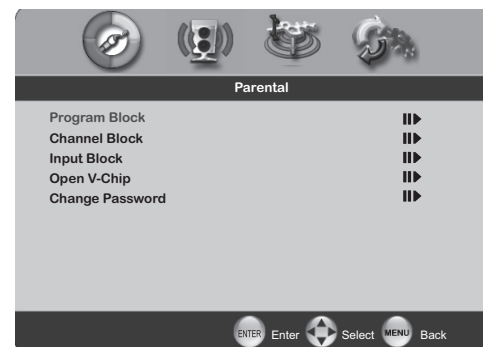 Parental
Program Block
Channel Block
Input Block
Open V-Chip
Change Password
ENTER Enter Select MENU Back